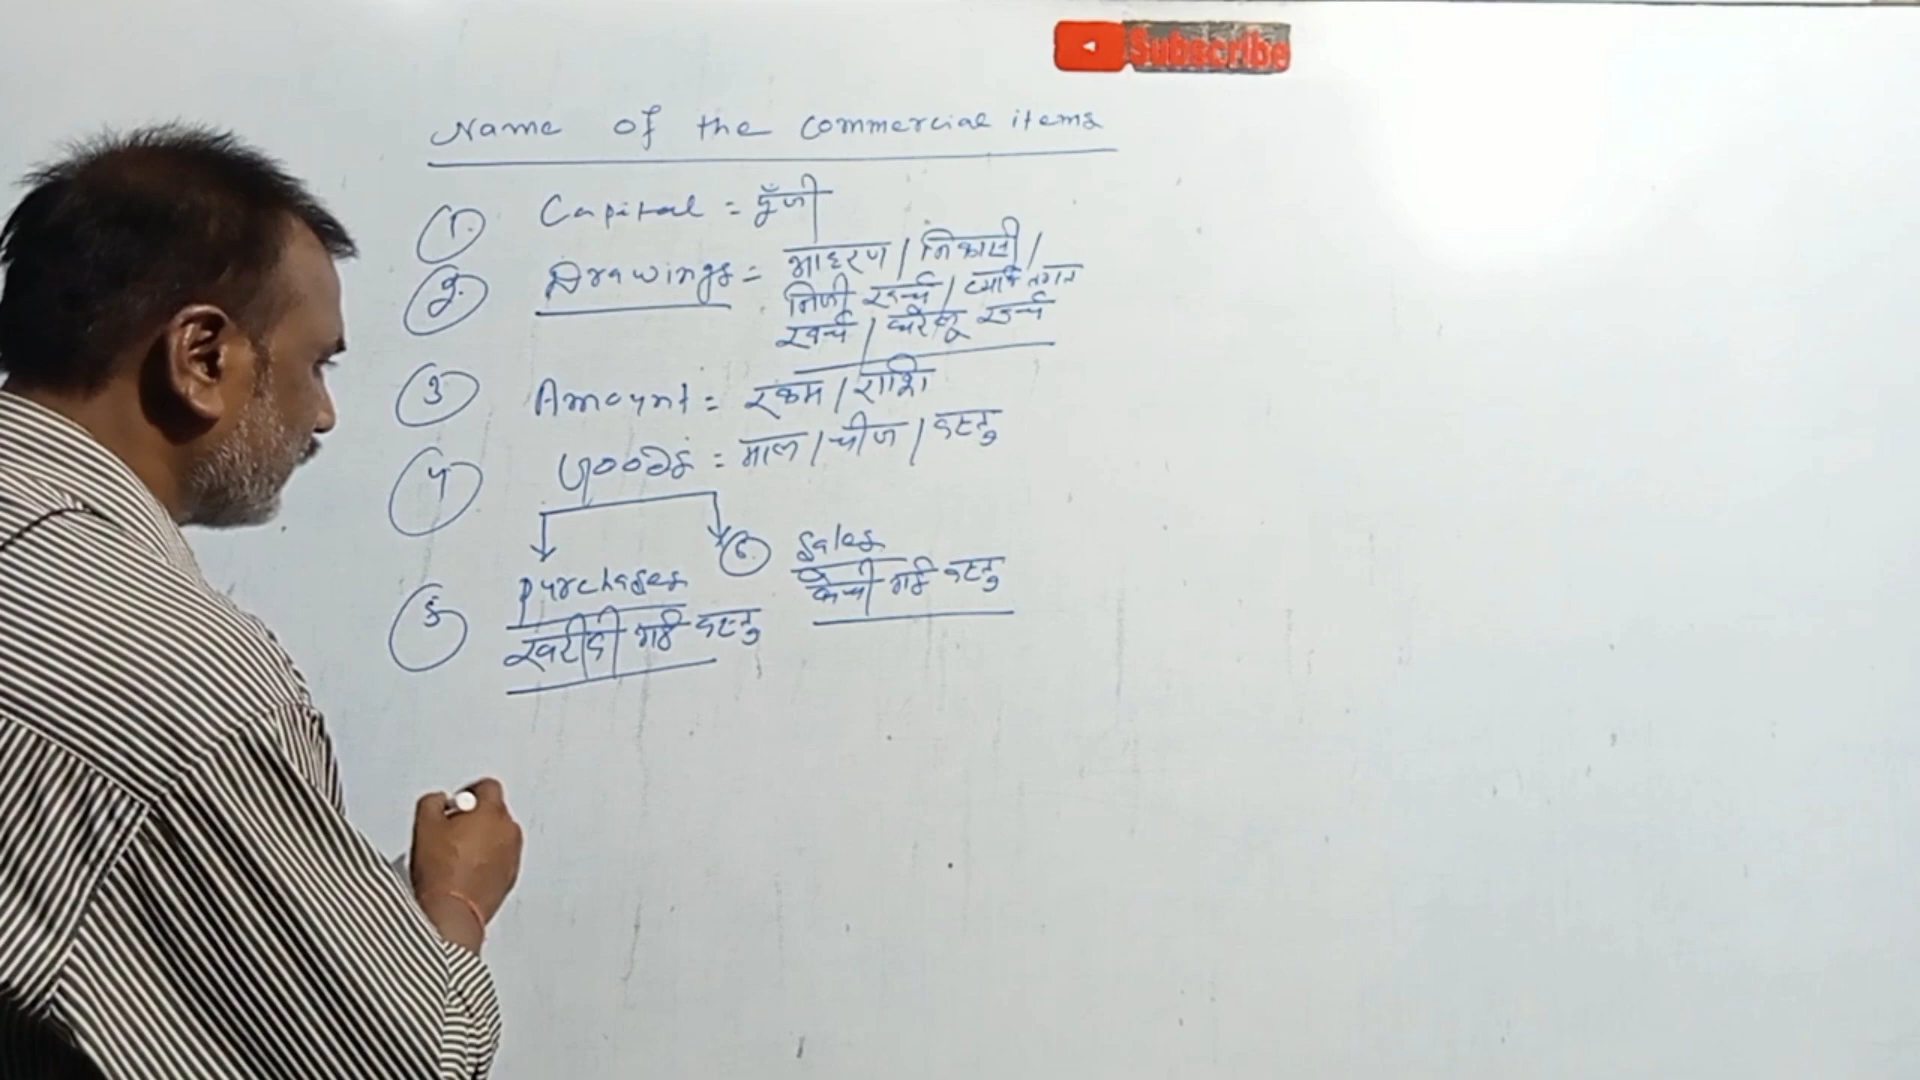 Subscribe
Name of the commercial items
1. Capital = पूँजी
2. Drawings = आहरण / निकासी /
निजी खर्च / व्यक्तिगत
खर्च / घरेलू खर्च
3 Amount = रकम / राशि
4 Goods = माल / चीज / वस्तु
6. Sales
बेची गई वस्तु
5 Purchases
खरीदी गई वस्तु